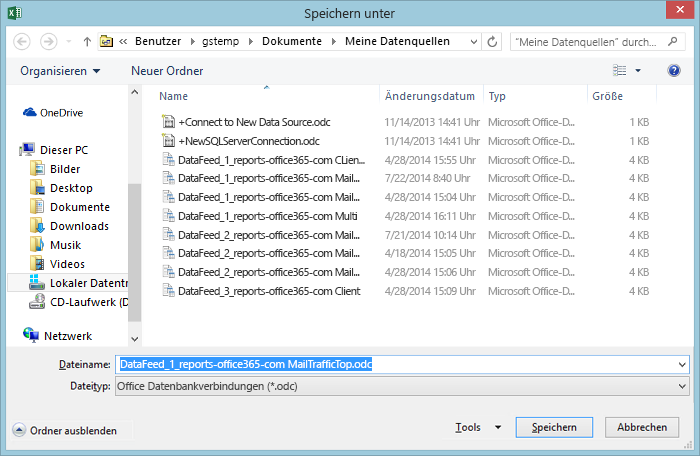 Speichern unter
« Benutzer › gstemp › Dokumente › Meine Datenquellen › "Meine Datenquellen" durch...
Organisieren Neuer Ordner
Name Änderungsdatum Typ Größe
OneDrive
Dieser PC
Bilder
Desktop
Dokumente
Downloads
Musik
Videos
Lokaler Datentr
CD-Laufwerk (D
Netzwerk
+Connect to New Data Source.odc 11/14/2013 14:41 Uhr Microsoft Office-D... 1 KB
+NewSQLServerConnection.odc 11/14/2013 14:41 Uhr Microsoft Office-D... 1 KB
DataFeed_1_reports-office365-com CLien... 4/28/2014 15:55 Uhr Microsoft Office-D... 4 KB
DataFeed_1_reports-office365-com Mail... 7/22/2014 8:40 Uhr Microsoft Office-D... 4 KB
DataFeed_1_reports-office365-com Mail... 4/28/2014 15:04 Uhr Microsoft Office-D... 4 KB
DataFeed_1_reports-office365-com Multi 4/28/2014 16:11 Uhr Microsoft Office-D... 4 KB
DataFeed_2_reports-office365-com Mail... 7/21/2014 10:14 Uhr Microsoft Office-D... 4 KB
DataFeed_2_reports-office365-com Mail... 4/18/2014 15:05 Uhr Microsoft Office-D... 4 KB
DataFeed_2_reports-office365-com Mail... 4/28/2014 15:06 Uhr Microsoft Office-D... 4 KB
DataFeed_3_reports-office365-com Client 4/28/2014 15:09 Uhr Microsoft Office-D... 4 KB
Dateiname: DataFeed_1_reports-office365-com MailTrafficTop.odc
Dateityp: Office Datenbankverbindungen (*.odc)
Ordner ausblenden Tools Speichern Abbrechen